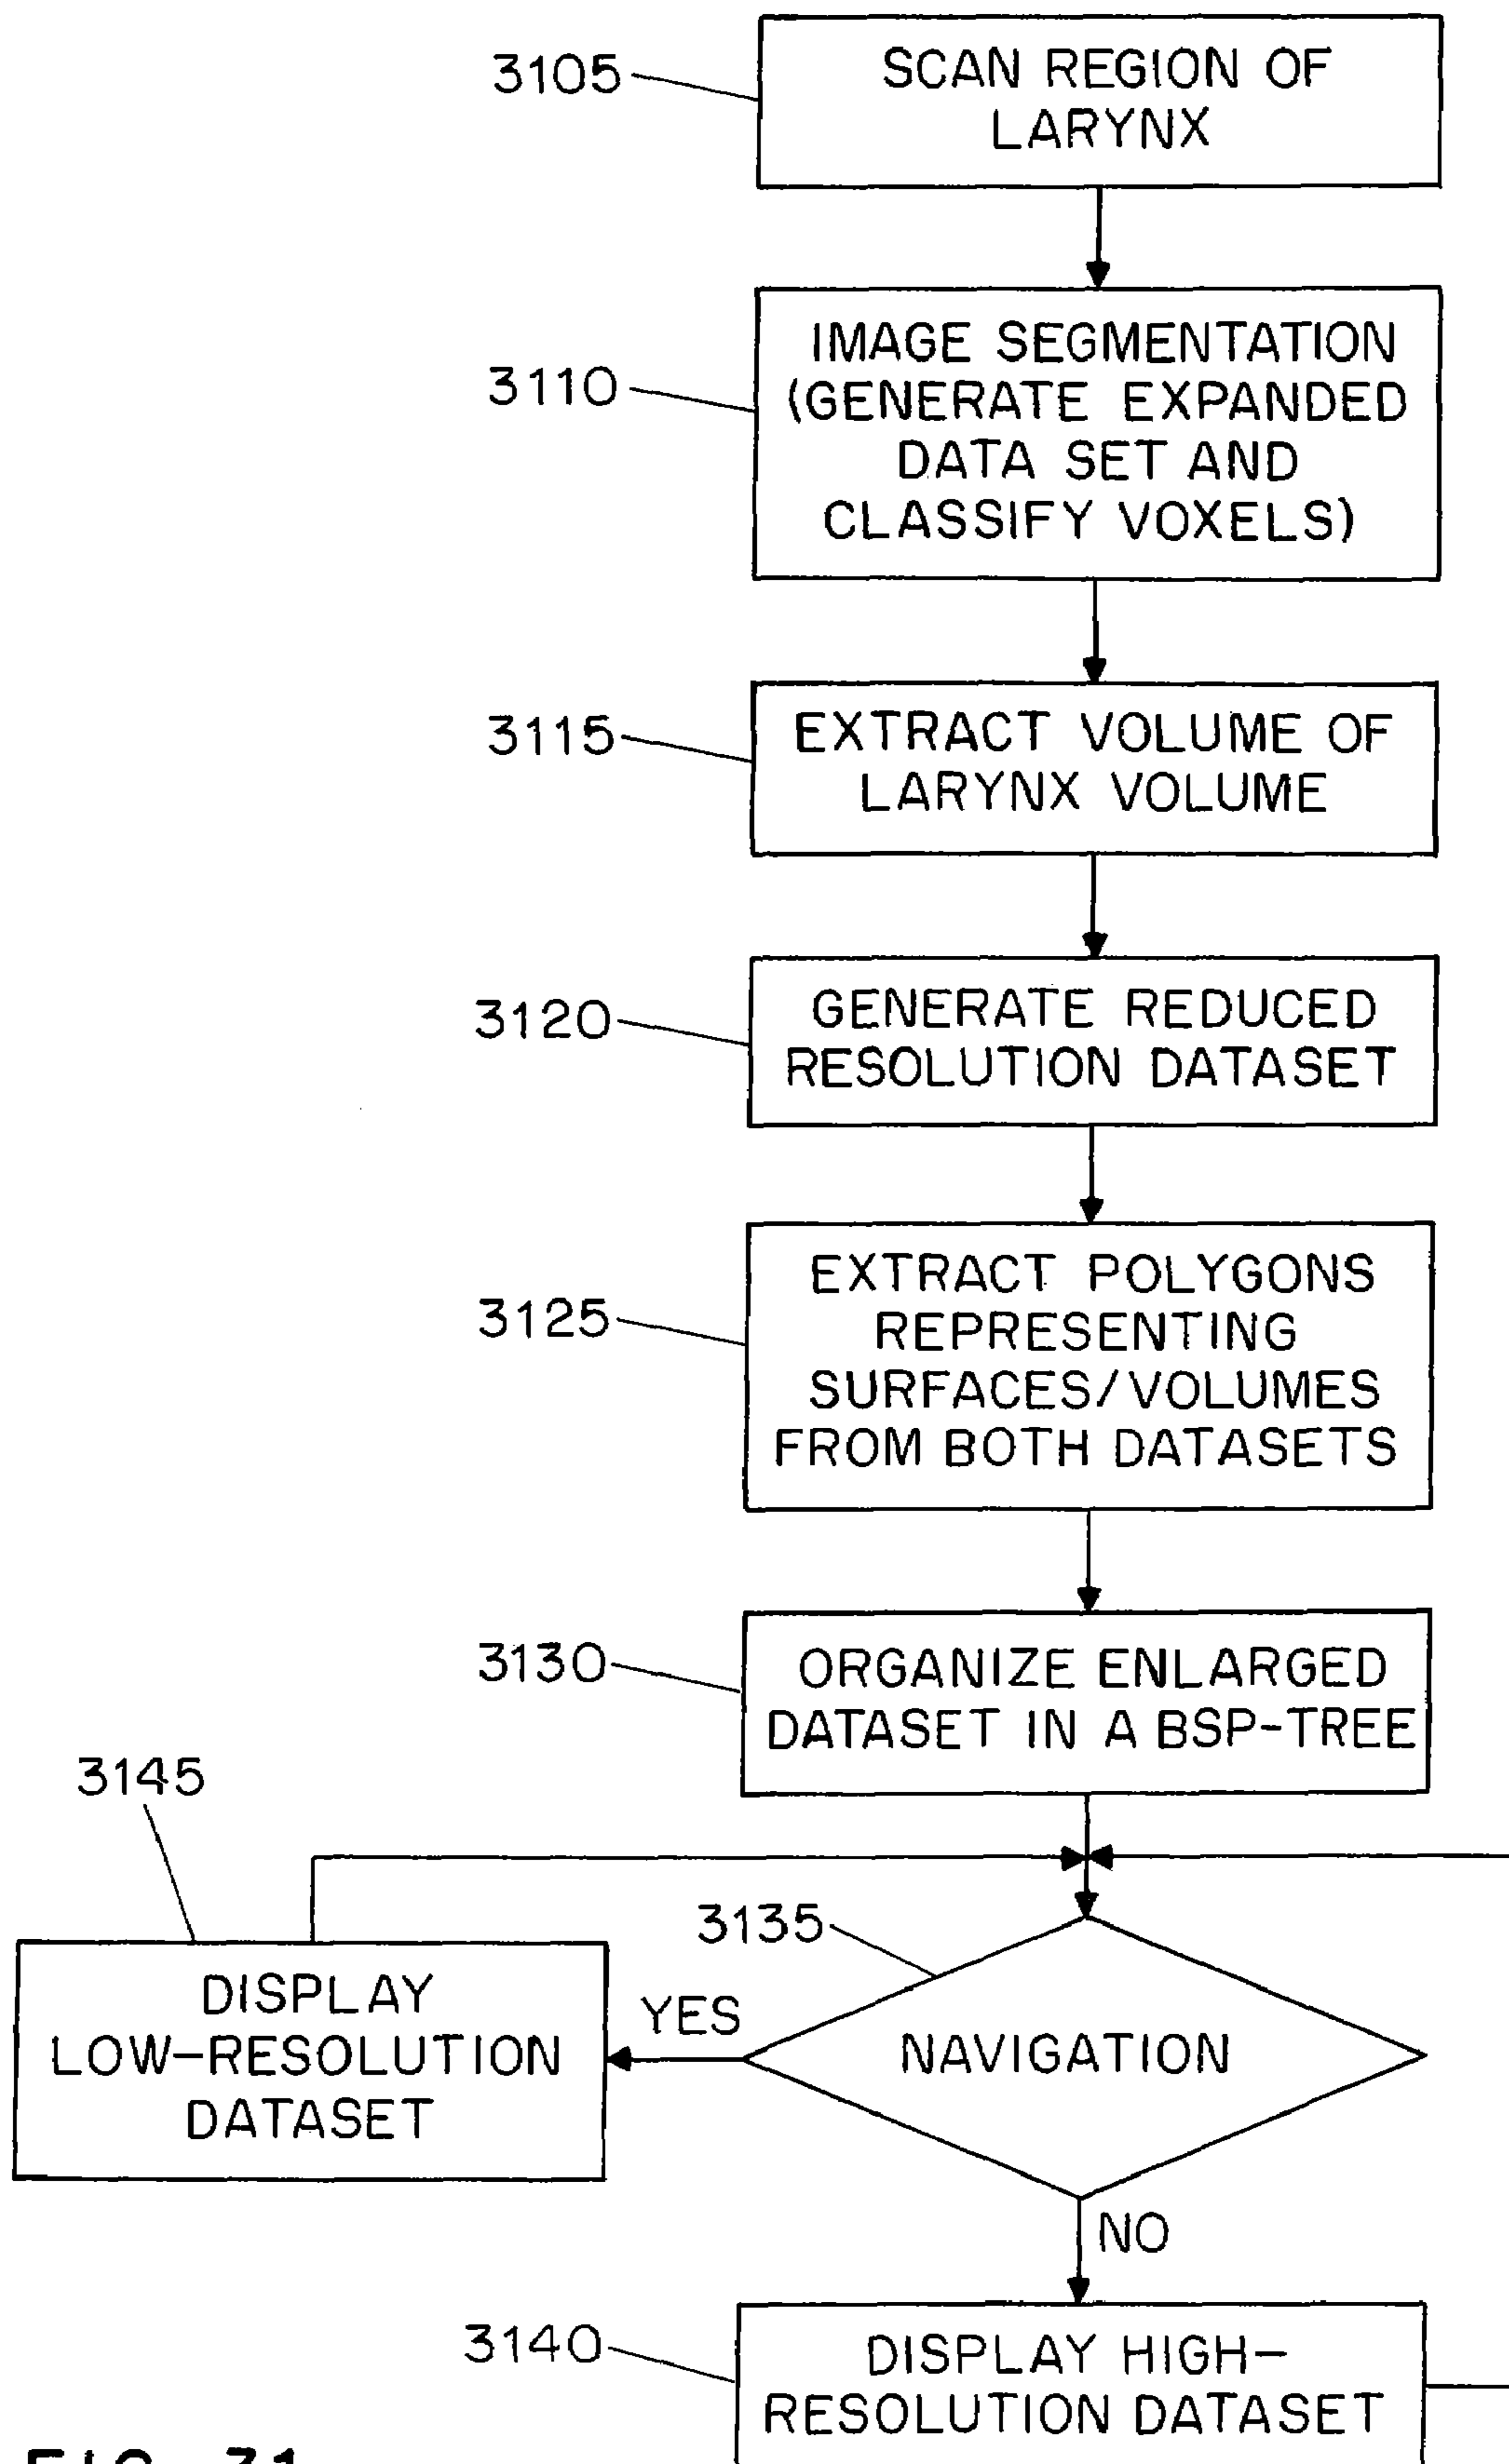 3105
SCAN REGION OF
LARYNX
3110
IMAGE SEGMENTATION
(GENERATE EXPANDED
DATA SET AND
CLASSIFY VOXELS)
3115
EXTRACT VOLUME OF
LARYNX VOLUME
3120
GENERATE REDUCED
RESOLUTION DATASET
3125
EXTRACT POLYGONS
REPRESENTING
SURFACES/VOLUMES
FROM BOTH DATASETS
3130
ORGANIZE ENLARGED
DATASET IN A BSP-TREE
3145
DISPLAY
LOW-RESOLUTION
DATASET
YES
3135
NAVIGATION
NO
3140
DISPLAY HIGH-
RESOLUTION DATASET
FIG. 31